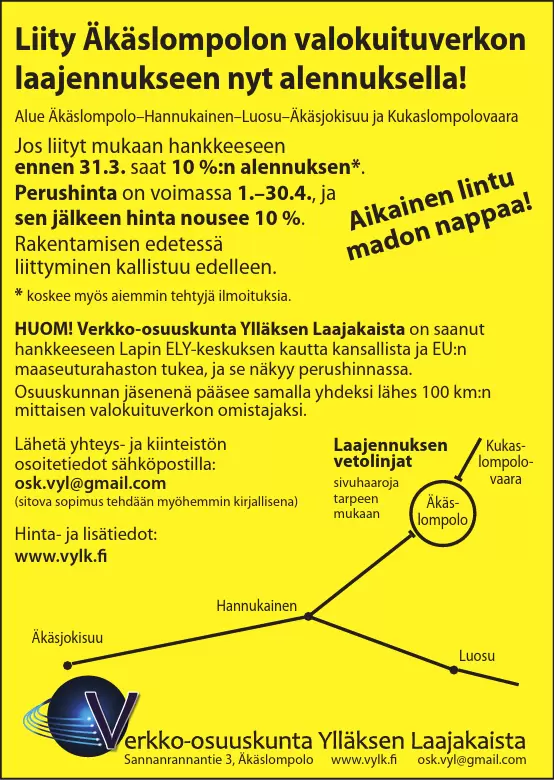 Liity Äkäslompolon valokuituverkon
laajennukseen nyt alennuksella!
Alue Äkäslompolo–Hannukainen–Luosu–Äkäsjokisuu ja Kukaslompolovaara
Jos liityt mukaan hankkeeseen
ennen 31.3. saat 10 %:n alennuksen*.
Perushinta on voimassa 1.–30.4., ja
sen jälkeen hinta nousee 10 %.
Rakentamisen edetessä
liittyminen kallistuu edelleen.
Aikainen lintu
madon nappaa!
* koskee myös aiemmin tehtyjä ilmoituksia.
HUOM! Verkko-osuuskunta Ylläksen Laajakaista on saanut
hankkeeseen Lapin ELY-keskuksen kautta kansallista ja EU:n
maaseuturahaston tukea, ja se näkyy perushinnassa.
Osuuskunnan jäsenenä pääset samalla yhdeksi lähes 100 km:n
mittaisen valokuituverkon omistajaksi.
Lähetä yhteys- ja kiinteistön
osoitetiedot sähköpostilla:
osk.vyl@gmail.com
(sitova sopimus tehdään myöhemmin kirjallisena)
Hinta- ja lisätiedot:
www.vylk.fi
Laajennuksen
vetolinjat
sivuhaaroja
tarpeen
mukaan
Kukas-
lompolo-
vaara
Äkäs-
lompolo
Hannukainen
Äkäsjokisuu
Luosu
Verkko-osuuskunta Ylläksen Laajakaista
Sannanrannantie 3, Äkäslompolo www.vylk.fi osk.vyl@gmail.com